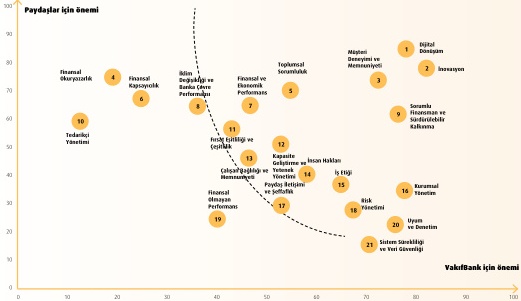 Paydaşlar için önemi
100
90
80
70
60
50
40
30
20
10
0
1
Dijital
Dönüşüm
2
İnovasyon
Müşteri
Deneyimi ve
Memnuniyeti
3
Finansal
Okuryazarlık
4
Toplumsal
Sorumluluk
5
Finansal
Kapsayıcılık
6
Finansal ve
Ekonomik
Performans
7
İklim
Değişikliği ve
Banka Çevre
Performansı
8
9
Sorumlu
Finansman ve
Sürdürülebilir
Kalkınma
10
Tedarikçi
Yönetimi
11
Fırsat Eşitliliği ve
Çeşitlilik
12
Kapasite
Geliştirme ve
Yetenek
Yönetimi
13
Çalışan Bağlılığı ve
Memnuniyeti
İnsan Hakları
14
İş Etiği
15
16
Kurumsal
Yönetim
Paydaş İletişimi
ve Şeffaflık
17
Risk
Yönetimi
18
Finansal
Olmayan
Performans
19
20
Uyum
ve Denetim
21
Sistem Sürekliliği
ve Veri Güvenliği
VakıfBank için önemi
0
10
20
30
40
50
60
70
80
90
100